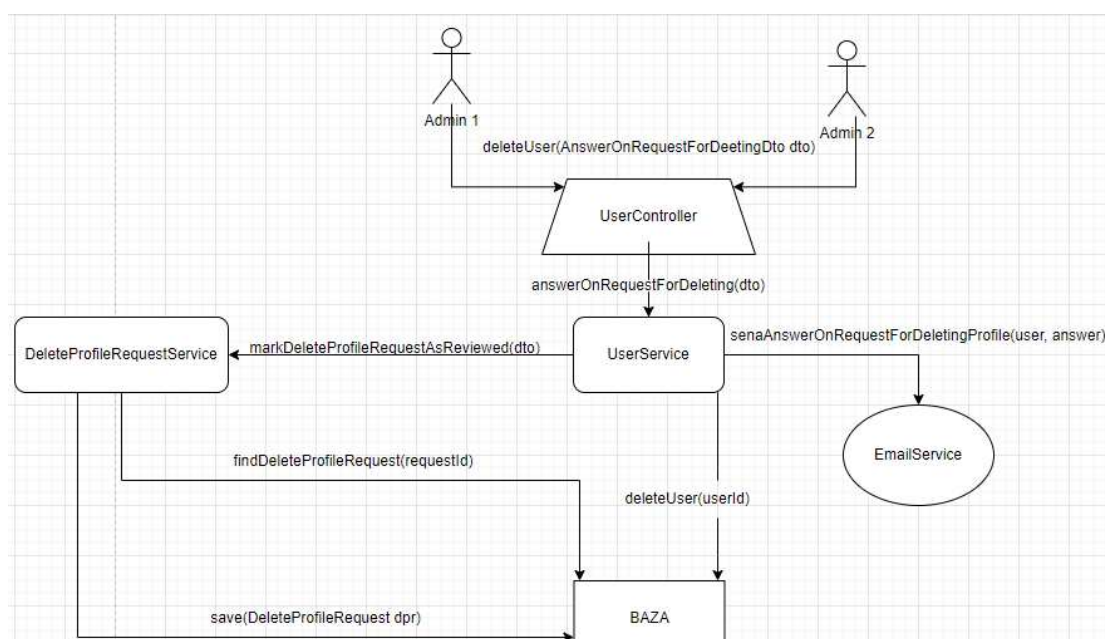 Admin 1
Admin 2
deleteUser(AnswerOnRequestForDeetingDto dto)
UserController
answerOnRequestForDeleting(dto)
DeleteProfileRequestService
markDeleteProfileRequestAsReviewed(dto)
UserService
senaAnswerOnRequestForDeletingProfile(user, answer)
EmailService
findDeleteProfileRequest(requestId)
deleteUser(userId)
save(DeleteProfileRequest dpr)
BAZA